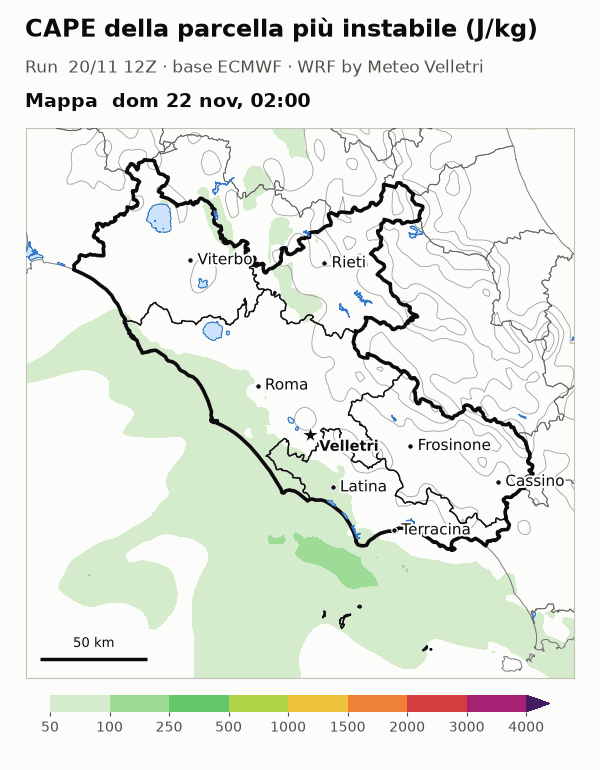 CAPE della parcella più instabile (J/kg)
Run 20/11 12Z · base ECMWF · WRF by Meteo Velletri
Mappa dom 22 nov, 02:00
Viterbo
Rieti
Roma
Velletri
Frosinone
Latina
Cassino
Terracina
50 km
50 100 250 500 1000 1500 2000 3000 4000